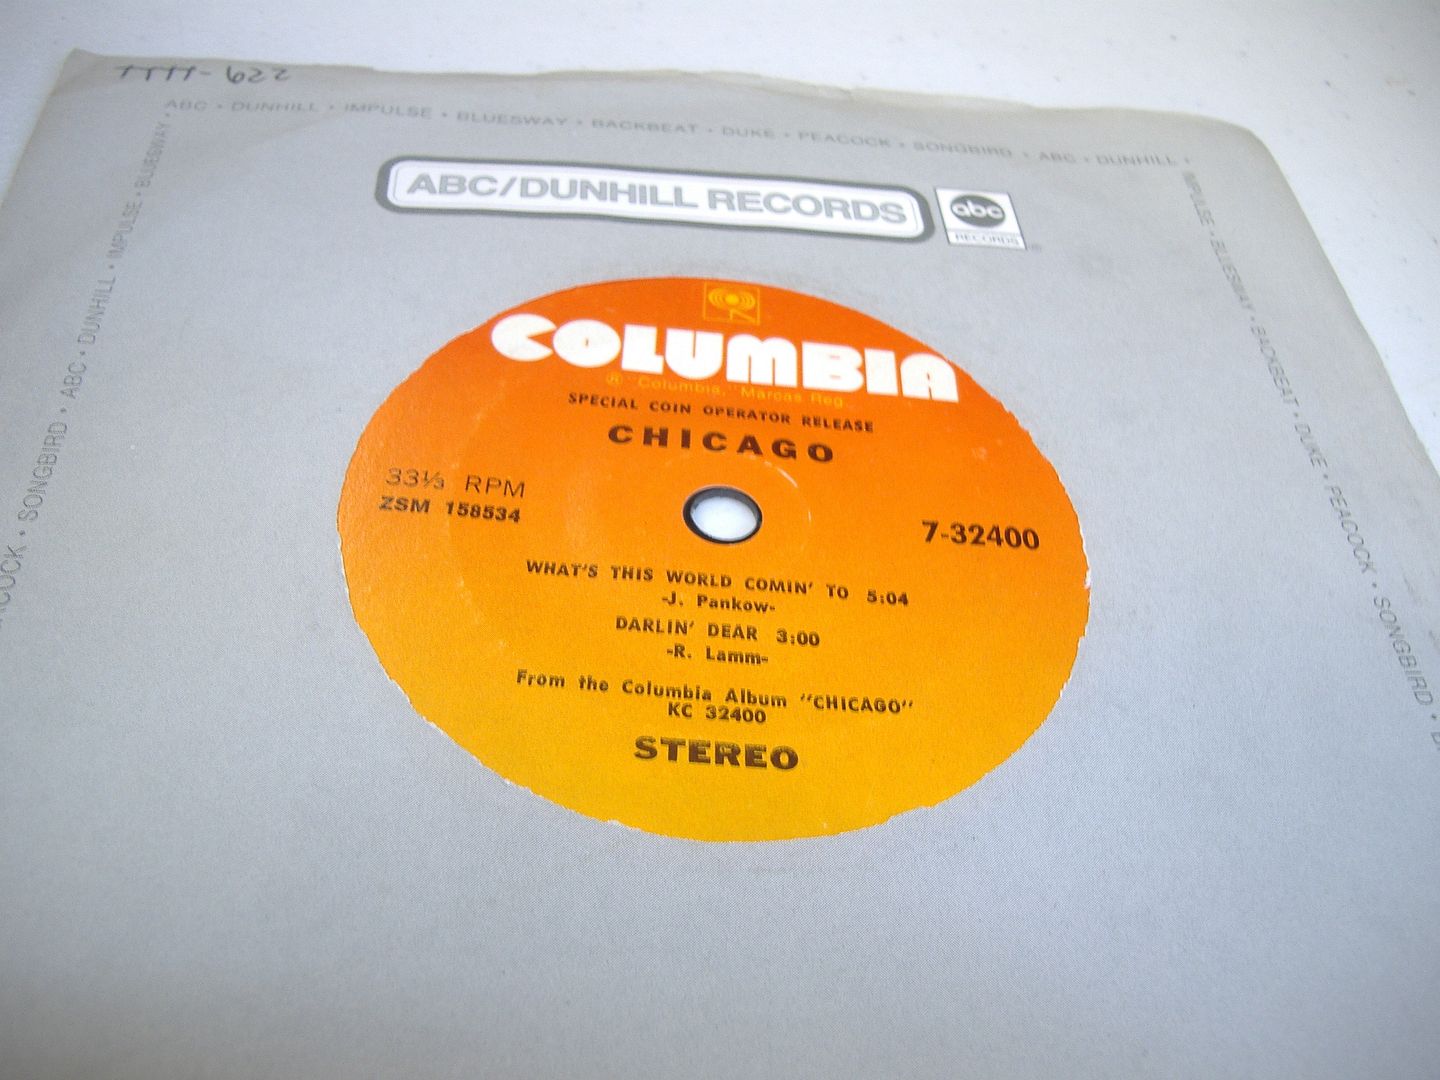 ABC • DUNHILL • IMPULSE • BLUESWAY • BACKBEAT • DUKE • PEACOCK • SONGBIRD • ABC • DUNHILL •
ABC/DUNHILL RECORDS
abc
RECORDS
COLUMBIA
® "Columbia," Marcas Reg.
SPECIAL COIN OPERATOR RELEASE
CHICAGO
33⅓ RPM
ZSM 158534
7-32400
WHAT'S THIS WORLD COMIN' TO 5:04
-J. Pankow-
DARLIN' DEAR 3:00
-R. Lamm-
From the Columbia Album "CHICAGO"
KC 32400
STEREO
SONGBIRD • ABC • DUNHILL • IMPULSE • BLUESWAY •
IMPULSE • BLUESWAY • BACKBEAT • DUKE • PEACOCK • SONGBIRD •